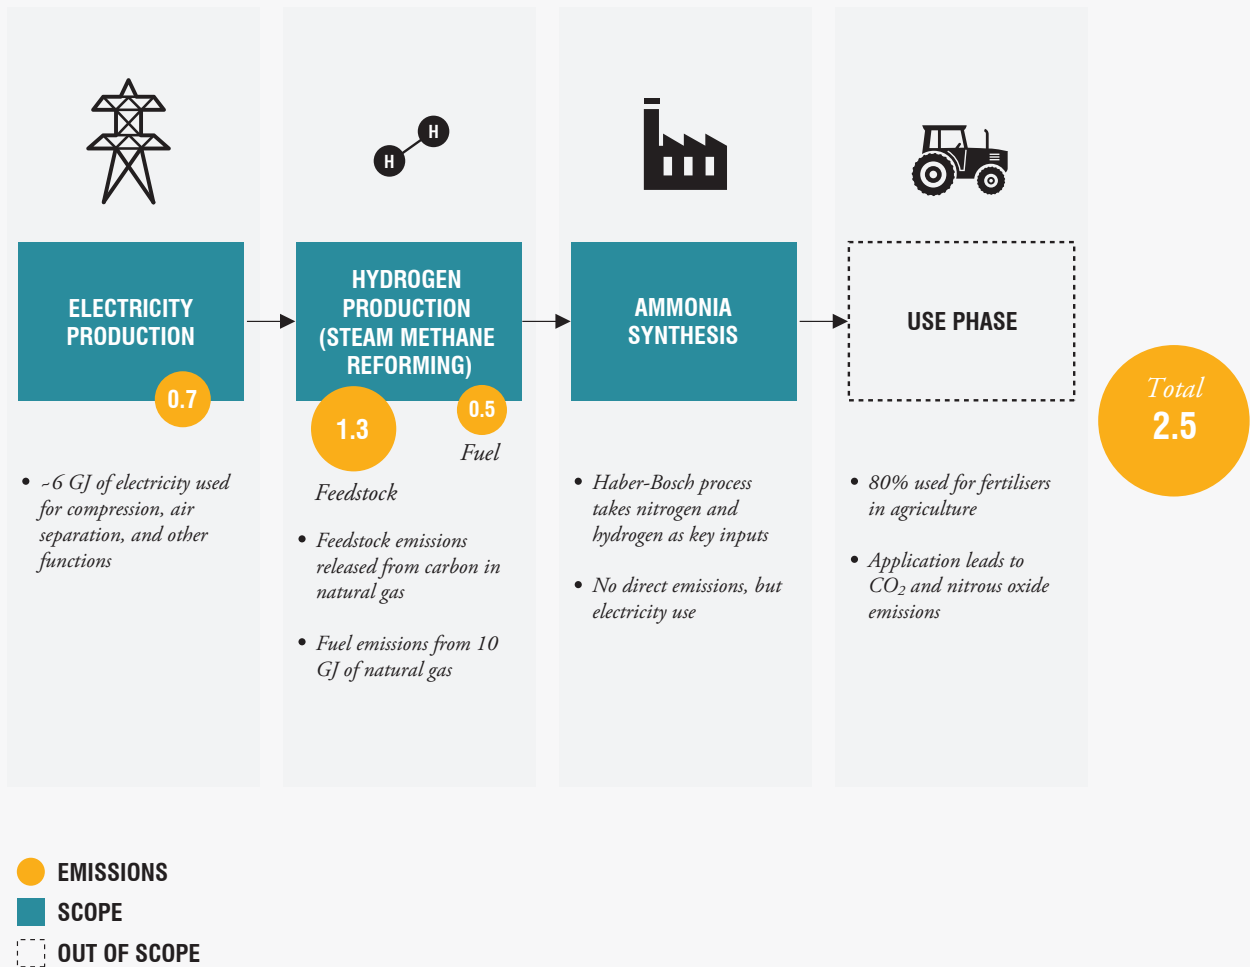 H
H
ELECTRICITY
PRODUCTION
0.7
• ~6 GJ of electricity used
for compression, air
separation, and other
functions
HYDROGEN
PRODUCTION
(STEAM METHANE
REFORMING)
1.3
Feedstock
0.5
Fuel
• Feedstock emissions
released from carbon in
natural gas
• Fuel emissions from 10
GJ of natural gas
AMMONIA
SYNTHESIS
• Haber-Bosch process
takes nitrogen and
hydrogen as key inputs
• No direct emissions, but
electricity use
USE PHASE
• 80% used for fertilisers
in agriculture
• Application leads to
CO₂ and nitrous oxide
emissions
Total
2.5
EMISSIONS
SCOPE
OUT OF SCOPE